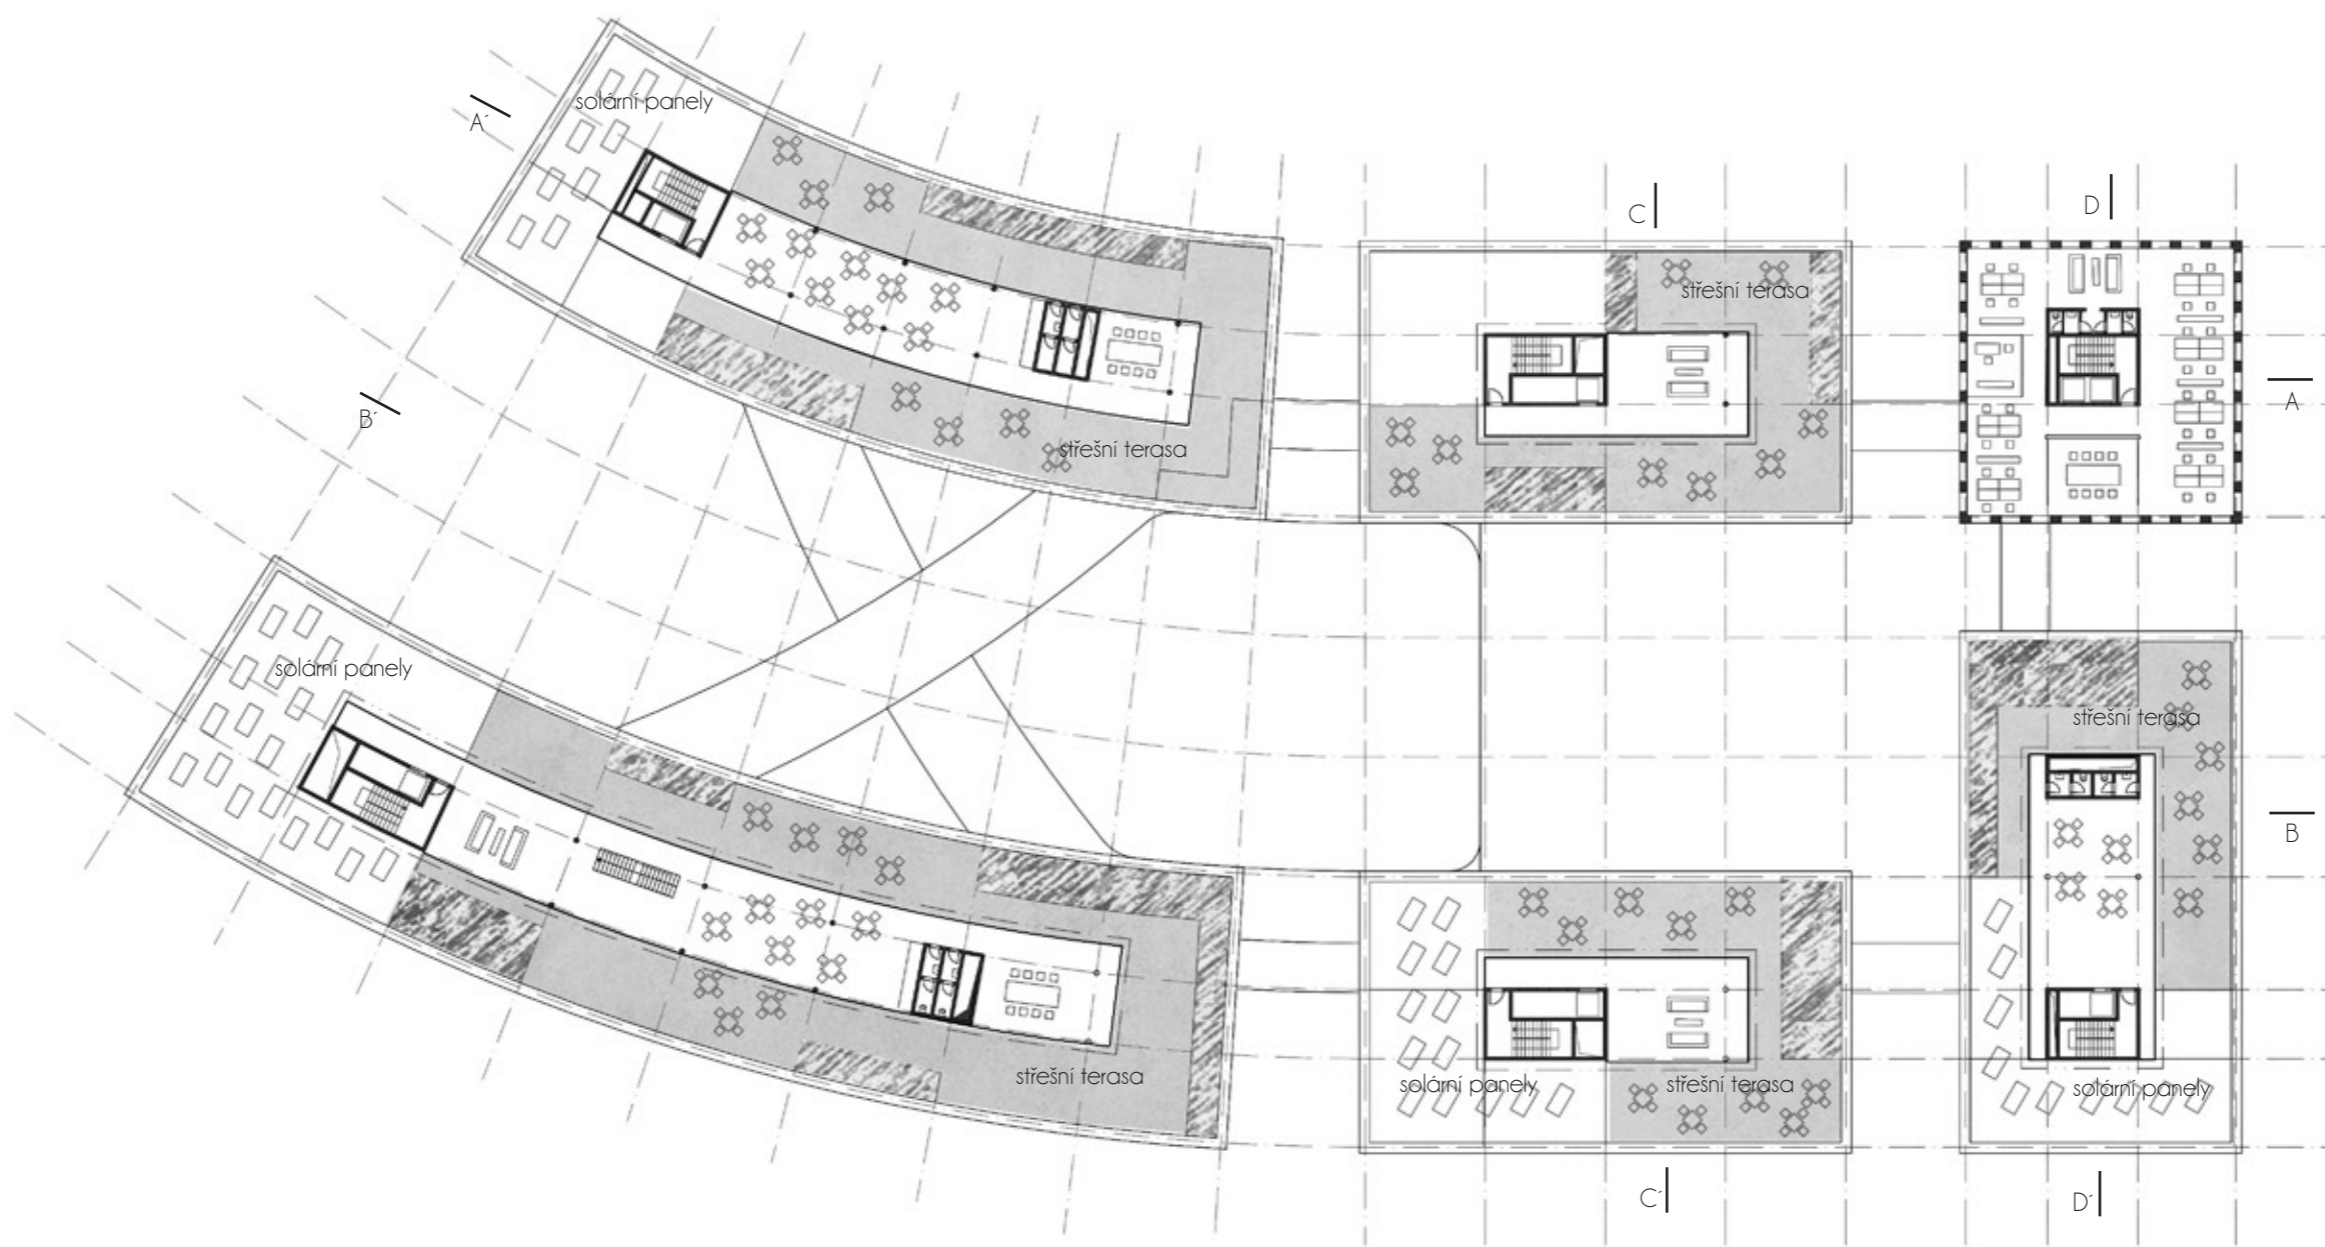 solární panely
A´
C
D
střešní terasa
A
B´
střešní terasa
solární panely
střešní terasa
B
střešní terasa
solární panely
střešní terasa
solární panely
C´
D´